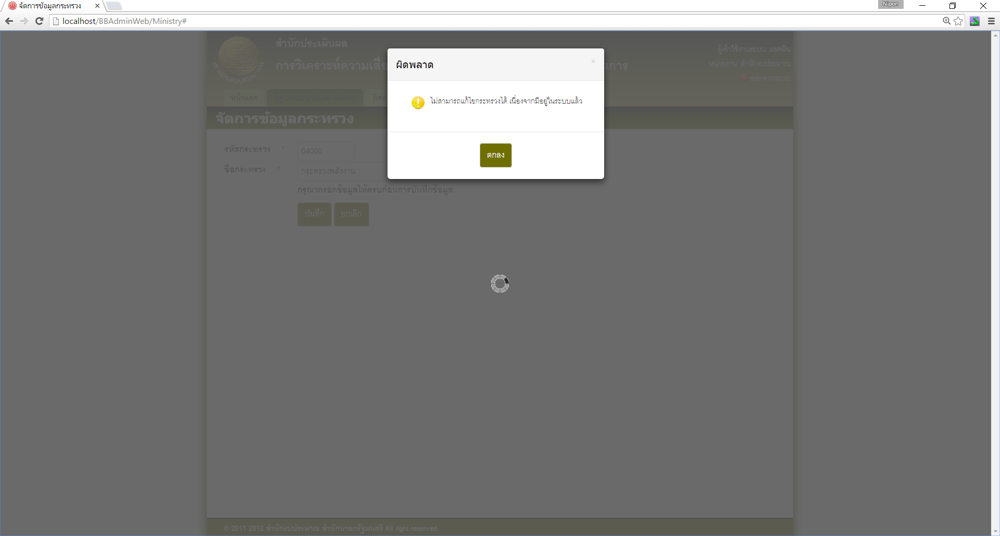 จัดการข้อมูลกระทรวง
Nipon
localhost/BBAdminWeb/Ministry#
สำนักประเมินผล
การวิเคราะห์ความเสี่
งการ
ผู้เข้าใช้งานระบบ: แอดมิน
หน่วยงาน: สำนักงบประมาณ
ออกจากระบบ
สำนักงบประมาณ
หน้าแรก
จัดการข้อมูลกระทรวง
ผิดพลาด
×
ไม่สามารถแก้ไขกระทรวงได้ เนื่องจากมีอยู่ในระบบแล้ว
ตกลง
รหัสกระทรวง * 04000
ชื่อกระทรวง * กระทรวงพลังงาน
กรุณากรอกข้อมูลให้ครบก่อนการบันทึกข้อมูล
บันทึก ยกเลิก
© 2011-2012 สำนักงบประมาณ สำนักนายกรัฐมนตรี All right reserved